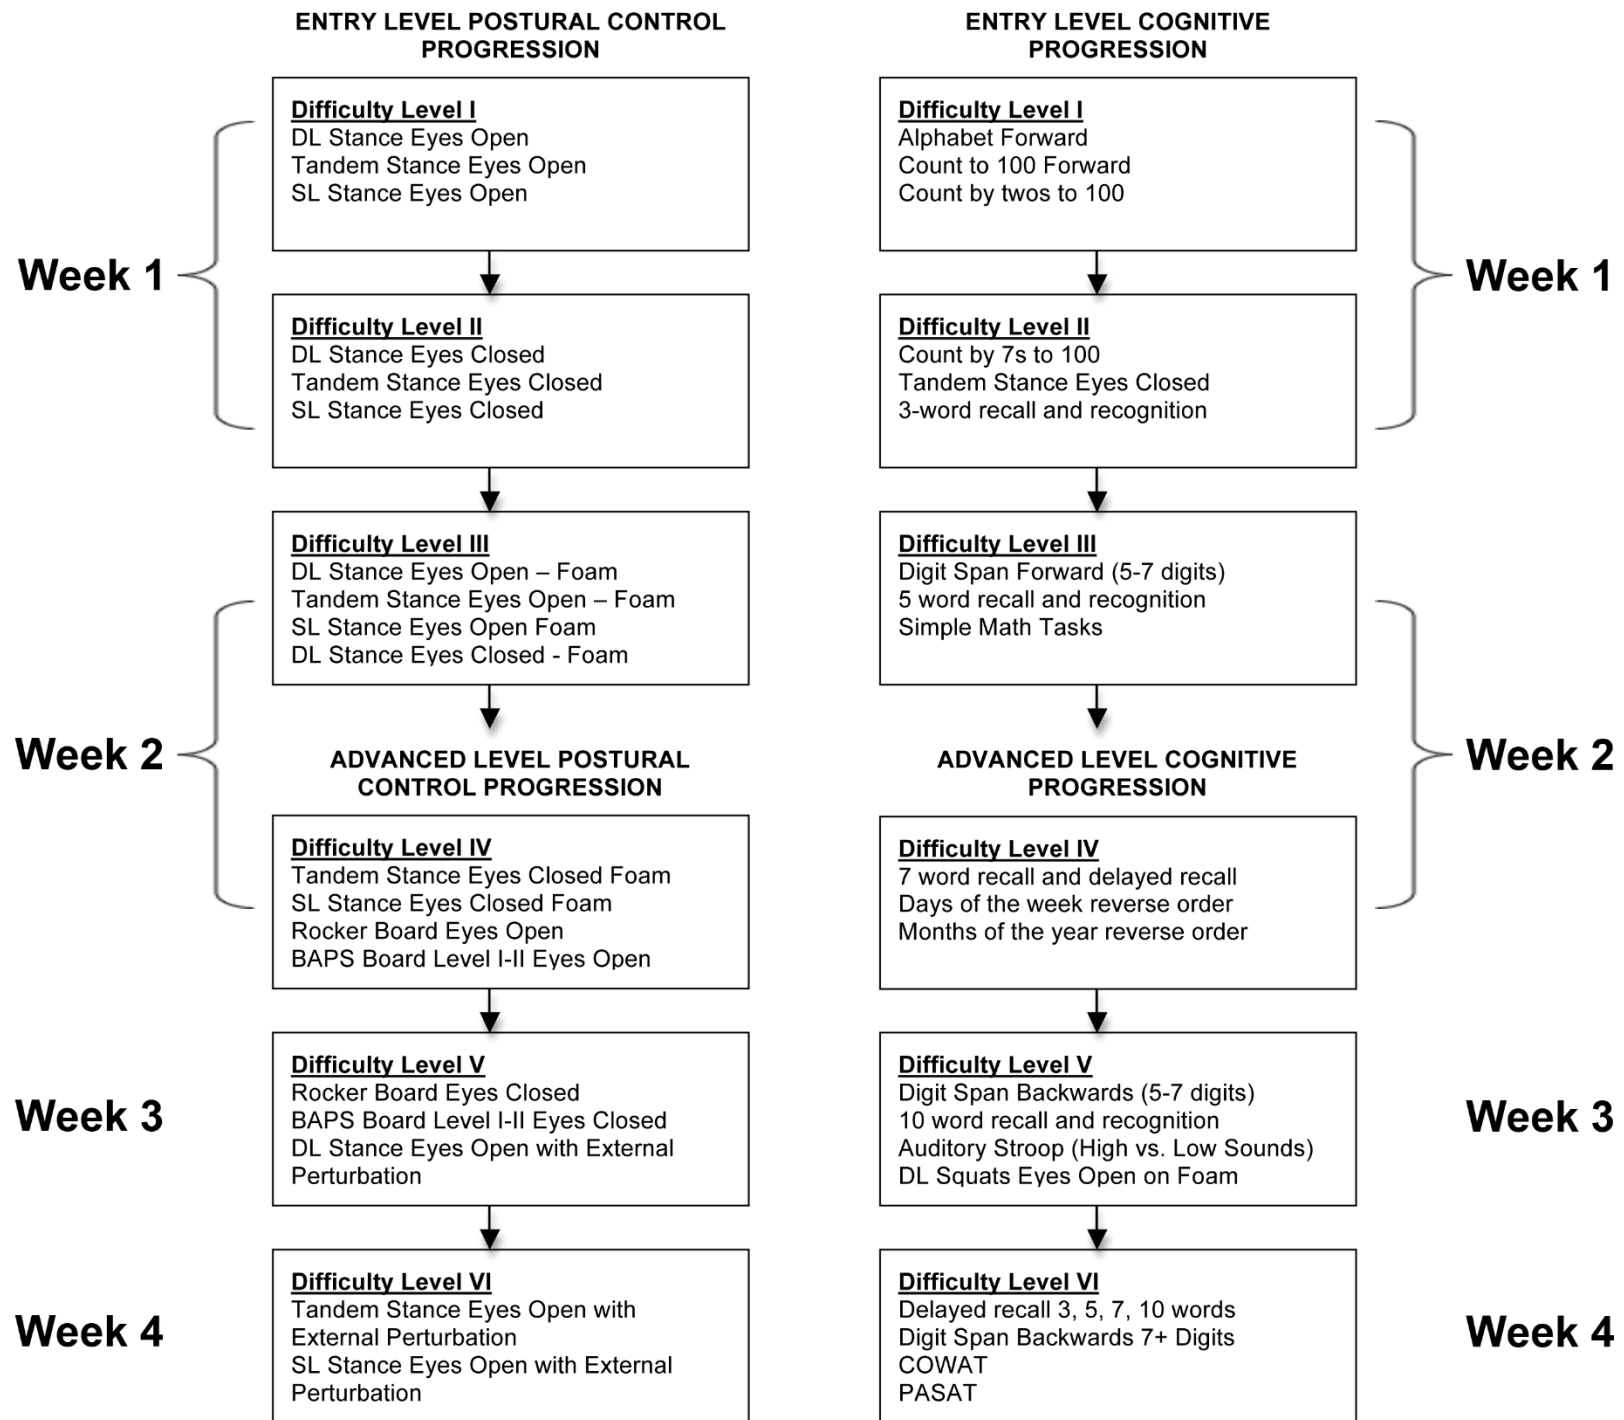 ENTRY LEVEL POSTURAL CONTROL
PROGRESSION
Difficulty Level I
DL Stance Eyes Open
Tandem Stance Eyes Open
SL Stance Eyes Open
Week 1
Difficulty Level II
DL Stance Eyes Closed
Tandem Stance Eyes Closed
SL Stance Eyes Closed
Difficulty Level III
DL Stance Eyes Open – Foam
Tandem Stance Eyes Open – Foam
SL Stance Eyes Open Foam
DL Stance Eyes Closed - Foam
Week 2
ADVANCED LEVEL POSTURAL
CONTROL PROGRESSION
Difficulty Level IV
Tandem Stance Eyes Closed Foam
SL Stance Eyes Closed Foam
Rocker Board Eyes Open
BAPS Board Level I-II Eyes Open
Difficulty Level V
Rocker Board Eyes Closed
BAPS Board Level I-II Eyes Closed
DL Stance Eyes Open with External
Perturbation
Week 3
Difficulty Level VI
Tandem Stance Eyes Open with
External Perturbation
SL Stance Eyes Open with External
Perturbation
Week 4
ENTRY LEVEL COGNITIVE
PROGRESSION
Difficulty Level I
Alphabet Forward
Count to 100 Forward
Count by twos to 100
Week 1
Difficulty Level II
Count by 7s to 100
Tandem Stance Eyes Closed
3-word recall and recognition
Difficulty Level III
Digit Span Forward (5-7 digits)
5 word recall and recognition
Simple Math Tasks
Week 2
ADVANCED LEVEL COGNITIVE
PROGRESSION
Difficulty Level IV
7 word recall and delayed recall
Days of the week reverse order
Months of the year reverse order
Difficulty Level V
Digit Span Backwards (5-7 digits)
10 word recall and recognition
Auditory Stroop (High vs. Low Sounds)
DL Squats Eyes Open on Foam
Week 3
Difficulty Level VI
Delayed recall 3, 5, 7, 10 words
Digit Span Backwards 7+ Digits
COWAT
PASAT
Week 4